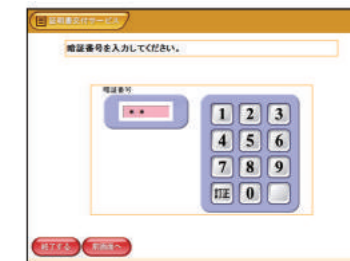 証明書交付サービス
暗証番号を入力してください。
暗証番号
**
1 2 3
4 5 6
7 8 9
訂正 0
終了する 前画面へ